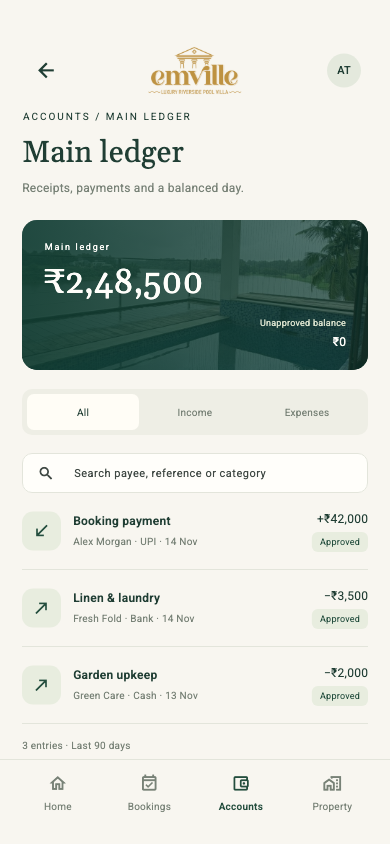 emville
LUXURY RIVERSIDE POOL VILLA
AT
ACCOUNTS / MAIN LEDGER
Main ledger
Receipts, payments and a balanced day.
Main ledger
₹2,48,500
Unapproved balance
₹0
All
Income
Expenses
Search payee, reference or category
Booking payment
+₹42,000
Alex Morgan · UPI · 14 Nov
Approved
Linen & laundry
−₹3,500
Fresh Fold · Bank · 14 Nov
Approved
Garden upkeep
−₹2,000
Green Care · Cash · 13 Nov
Approved
3 entries · Last 90 days
Home
Bookings
Accounts
Property